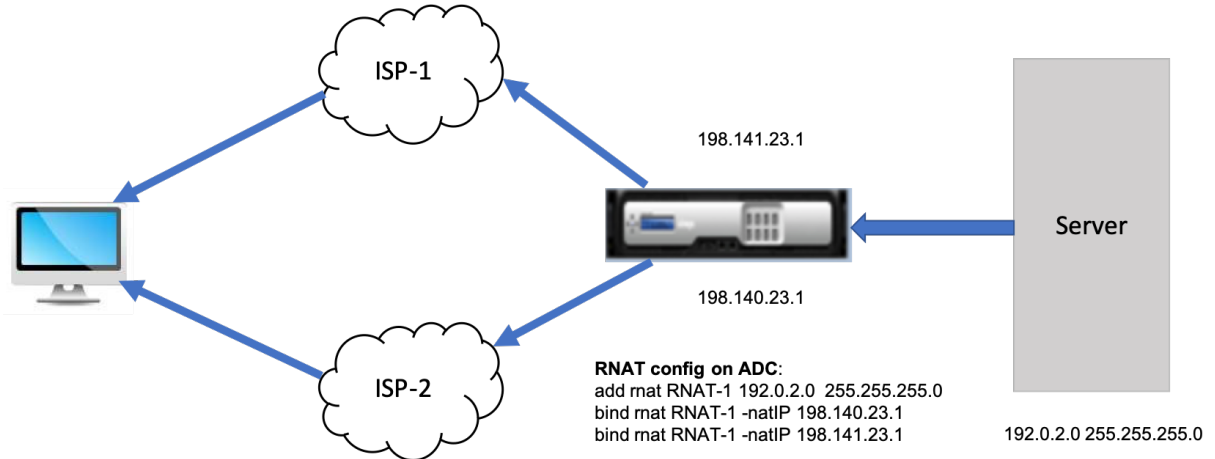 ISP-1
198.141.23.1
Server
198.140.23.1
ISP-2
RNAT config on ADC:
add rnat RNAT-1 192.0.2.0 255.255.255.0
bind rnat RNAT-1 -natIP 198.140.23.1
bind rnat RNAT-1 -natIP 198.141.23.1
192.0.2.0 255.255.255.0